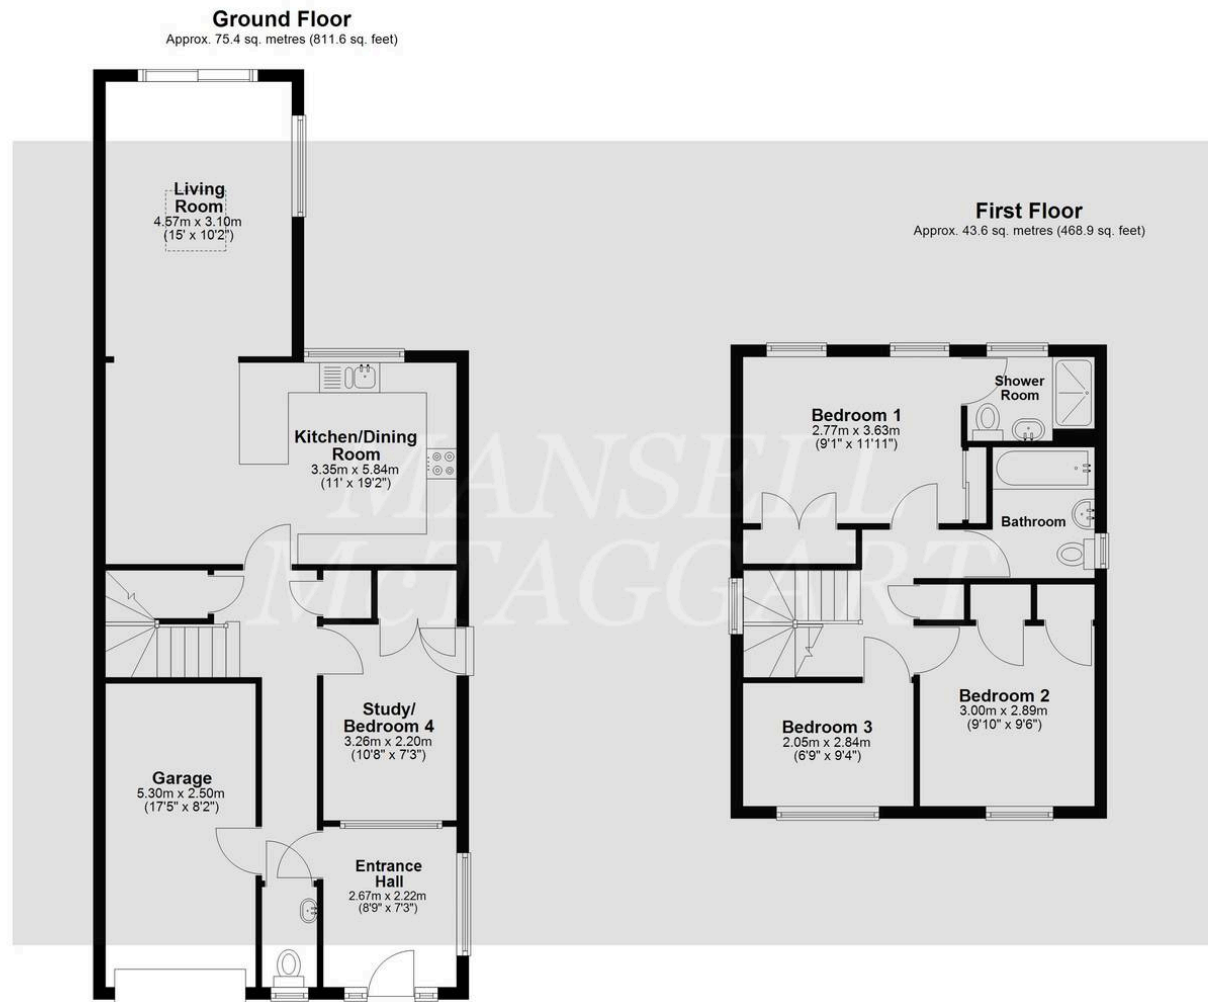 Ground Floor
Approx. 75.4 sq. metres (811.6 sq. feet)
Living
Room
4.57m x 3.10m
(15' x 10'2")
Kitchen/Dining
Room
3.35m x 5.84m
(11' x 19'2")
Study/
Bedroom 4
3.26m x 2.20m
(10'8" x 7'3")
Garage
5.30m x 2.50m
(17'5" x 8'2")
Entrance
Hall
2.67m x 2.22m
(8'9" x 7'3")
First Floor
Approx. 43.6 sq. metres (468.9 sq. feet)
Bedroom 1
2.77m x 3.63m
(9'1" x 11'11")
Shower
Room
Bathroom
Bedroom 2
3.00m x 2.89m
(9'10" x 9'6")
Bedroom 3
2.05m x 2.84m
(6'9" x 9'4")
MANSELL
McTAGGART